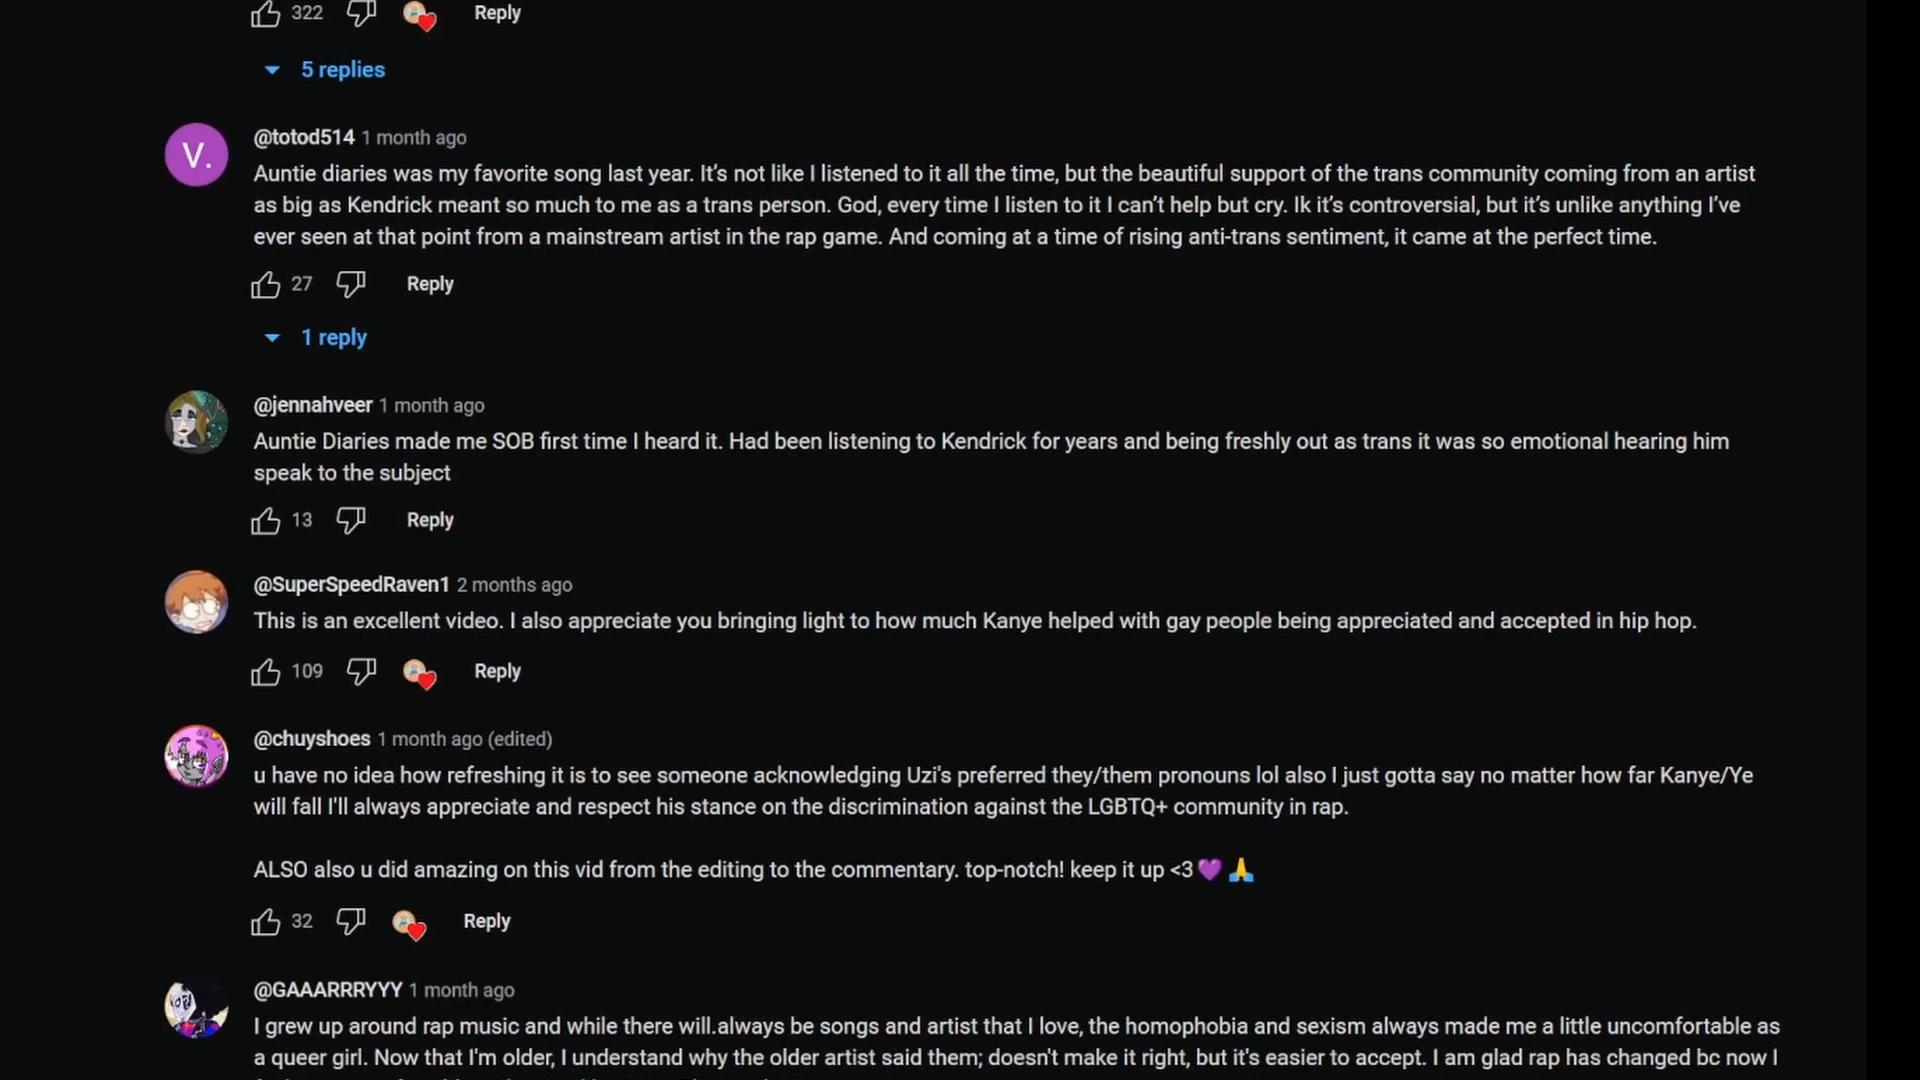 322 Reply
5 replies
V.
@totod514 1 month ago
Auntie diaries was my favorite song last year. It’s not like I listened to it all the time, but the beautiful support of the trans community coming from an artist
as big as Kendrick meant so much to me as a trans person. God, every time I listen to it I can’t help but cry. Ik it’s controversial, but it’s unlike anything I’ve
ever seen at that point from a mainstream artist in the rap game. And coming at a time of rising anti-trans sentiment, it came at the perfect time.
27 Reply
1 reply
@jennahveer 1 month ago
Auntie Diaries made me SOB first time I heard it. Had been listening to Kendrick for years and being freshly out as trans it was so emotional hearing him
speak to the subject
13 Reply
@SuperSpeedRaven1 2 months ago
This is an excellent video. I also appreciate you bringing light to how much Kanye helped with gay people being appreciated and accepted in hip hop.
109 Reply
@chuyshoes 1 month ago (edited)
u have no idea how refreshing it is to see someone acknowledging Uzi's preferred they/them pronouns lol also I just gotta say no matter how far Kanye/Ye
will fall I'll always appreciate and respect his stance on the discrimination against the LGBTQ+ community in rap.
ALSO also u did amazing on this vid from the editing to the commentary. top-notch! keep it up <3💜🙏
32 Reply
@GAAARRRYYY 1 month ago
I grew up around rap music and while there will.always be songs and artist that I love, the homophobia and sexism always made me a little uncomfortable as
a queer girl. Now that I'm older, I understand why the older artist said them; doesn't make it right, but it's easier to accept. I am glad rap has changed bc now I